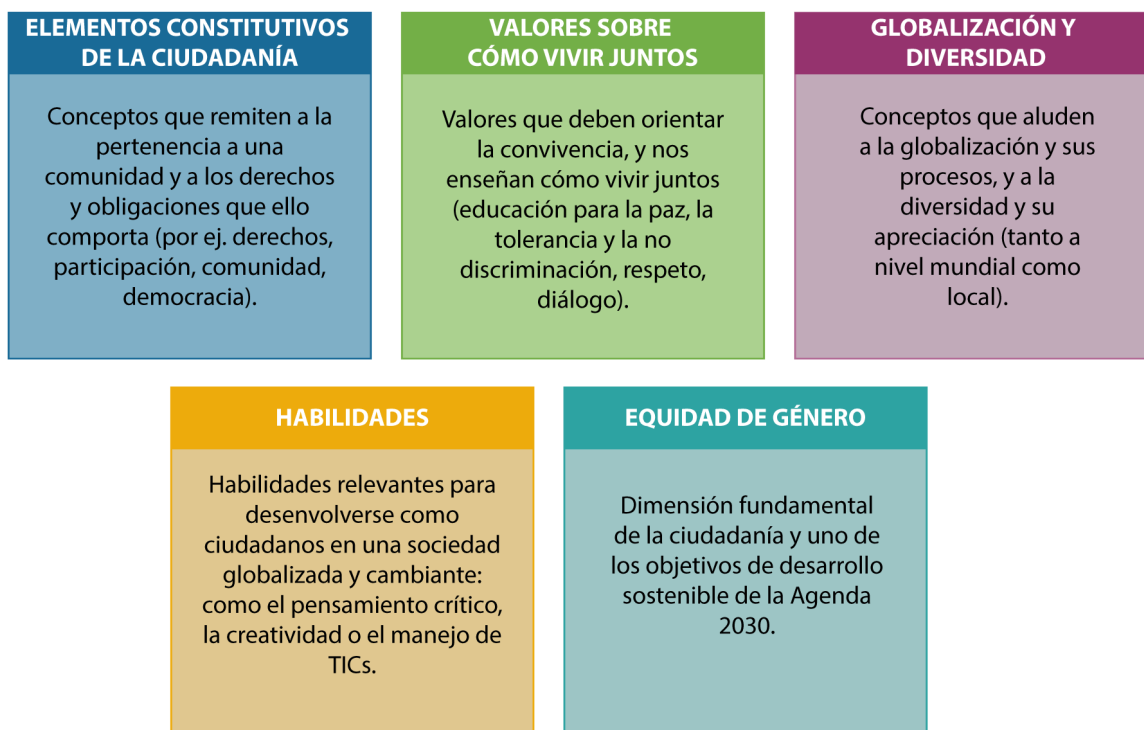 ELEMENTOS CONSTITUTIVOS
DE LA CIUDADANÍA
Conceptos que remiten a la
pertenencia a una
comunidad y a los derechos
y obligaciones que ello
comporta (por ej. derechos,
participación, comunidad,
democracia).
VALORES SOBRE
CÓMO VIVIR JUNTOS
Valores que deben orientar
la convivencia, y nos
enseñan cómo vivir juntos
(educación para la paz, la
tolerancia y la no
discriminación, respeto,
diálogo).
GLOBALIZACIÓN Y
DIVERSIDAD
Conceptos que aluden
a la globalización y sus
procesos, y a la
diversidad y su
apreciación (tanto a
nivel mundial como
local).
HABILIDADES
Habilidades relevantes para
desenvolverse como
ciudadanos en una sociedad
globalizada y cambiante:
como el pensamiento crítico,
la creatividad o el manejo de
TICs.
EQUIDAD DE GÉNERO
Dimensión fundamental
de la ciudadanía y uno de
los objetivos de desarrollo
sostenible de la Agenda
2030.